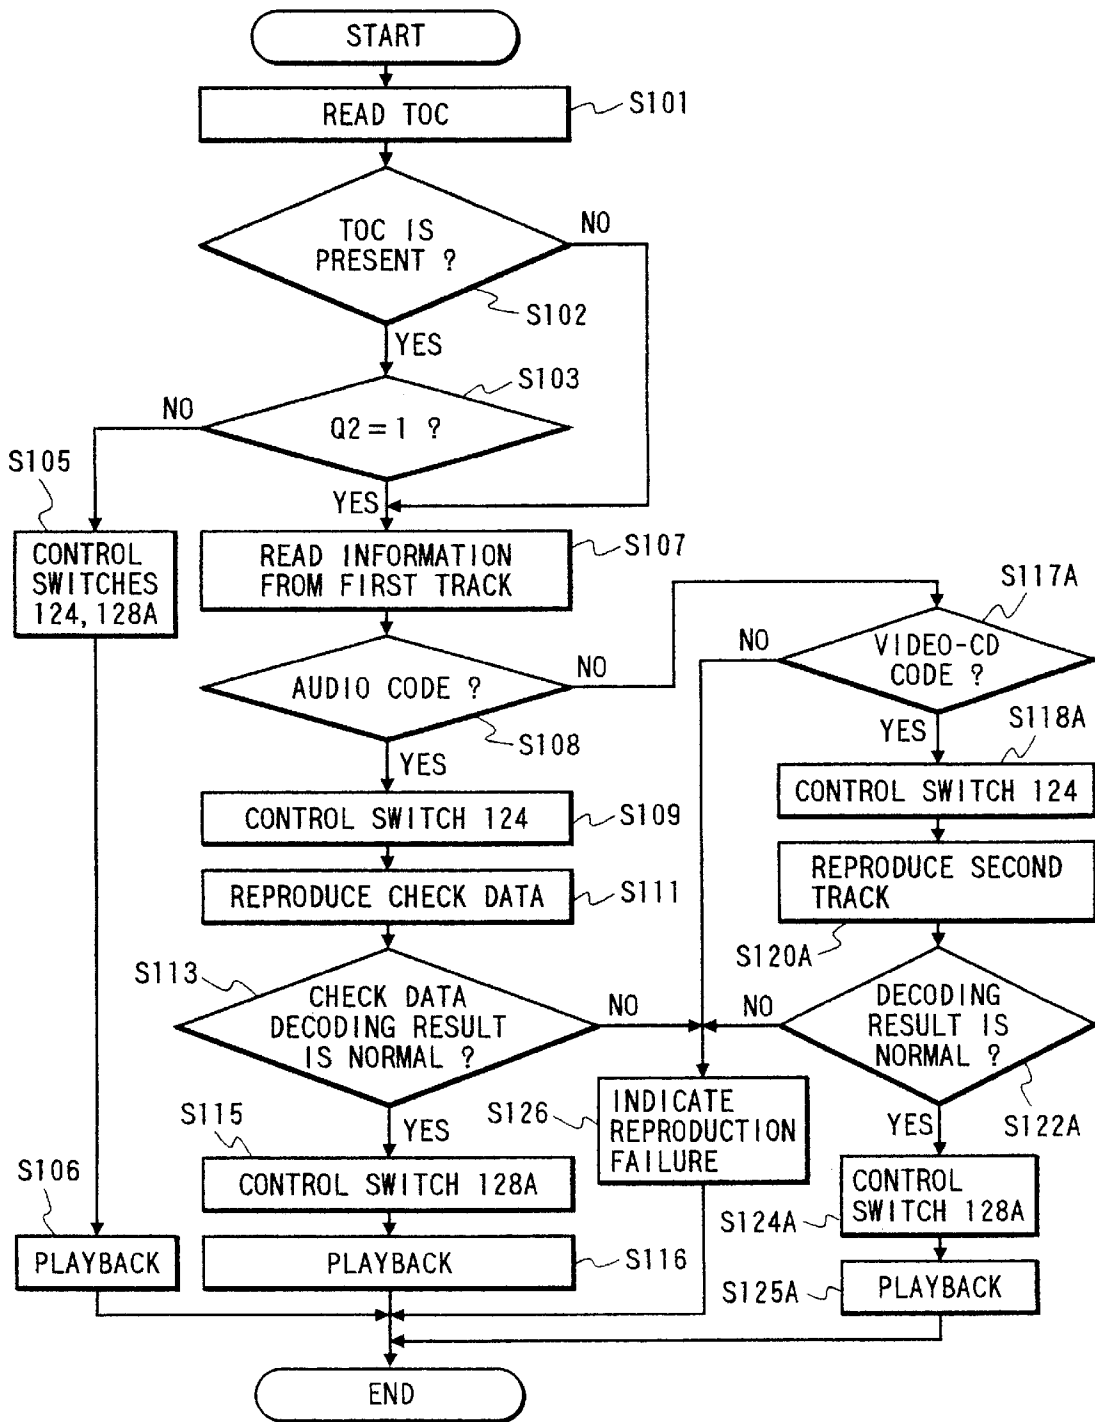 START
READ TOC
S101
TOC IS
PRESENT ?
NO
S102
YES
S103
Q2=1 ?
NO
YES
S105
CONTROL
SWITCHES
124, 128A
READ INFORMATION
FROM FIRST TRACK
S107
AUDIO CODE ?
NO
S108
YES
S117A
VIDEO-CD
CODE ?
NO
YES
S118A
CONTROL SWITCH 124
CONTROL SWITCH 124
S109
REPRODUCE CHECK DATA
S111
REPRODUCE SECOND
TRACK
S120A
S113
CHECK DATA
DECODING RESULT
IS NORMAL ?
NO
YES
NO
DECODING
RESULT IS
NORMAL ?
S122A
YES
S126
INDICATE
REPRODUCTION
FAILURE
S115
CONTROL SWITCH 128A
CONTROL
SWITCH 128A
S124A
S106
PLAYBACK
PLAYBACK
S116
PLAYBACK
S125A
END